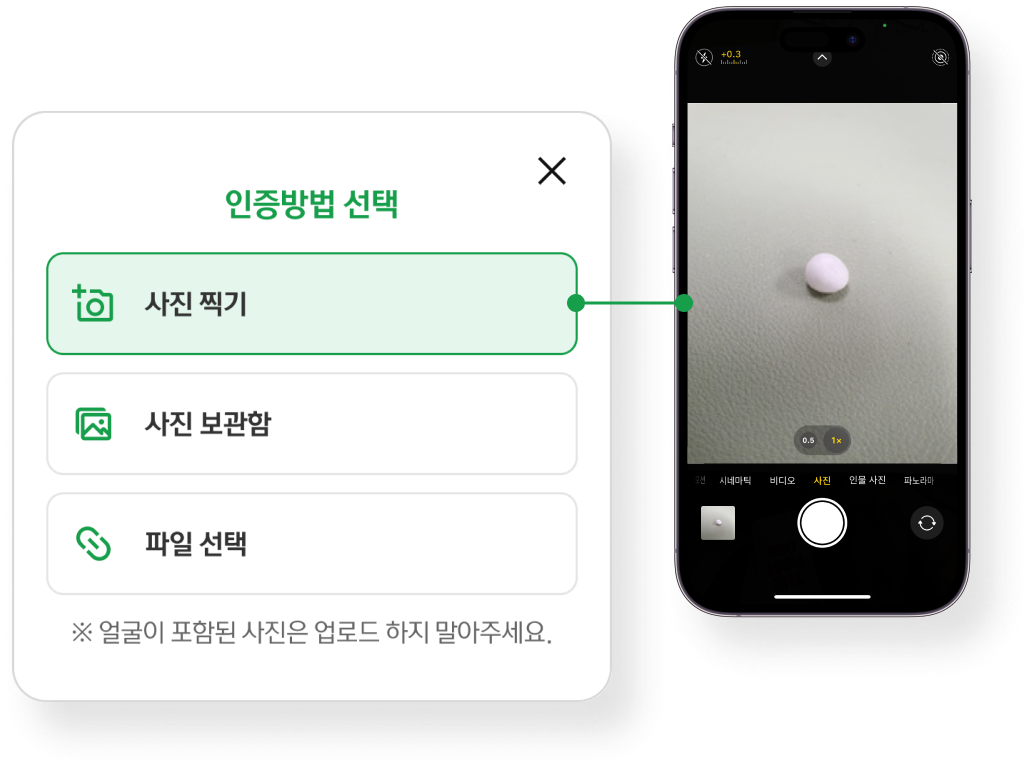 인증방법 선택
사진 찍기
사진 보관함
파일 선택
※ 얼굴이 포함된 사진은 업로드 하지 말아주세요.
+0.3
0.5 1×
시네마틱 비디오 사진 인물 사진 파노라마